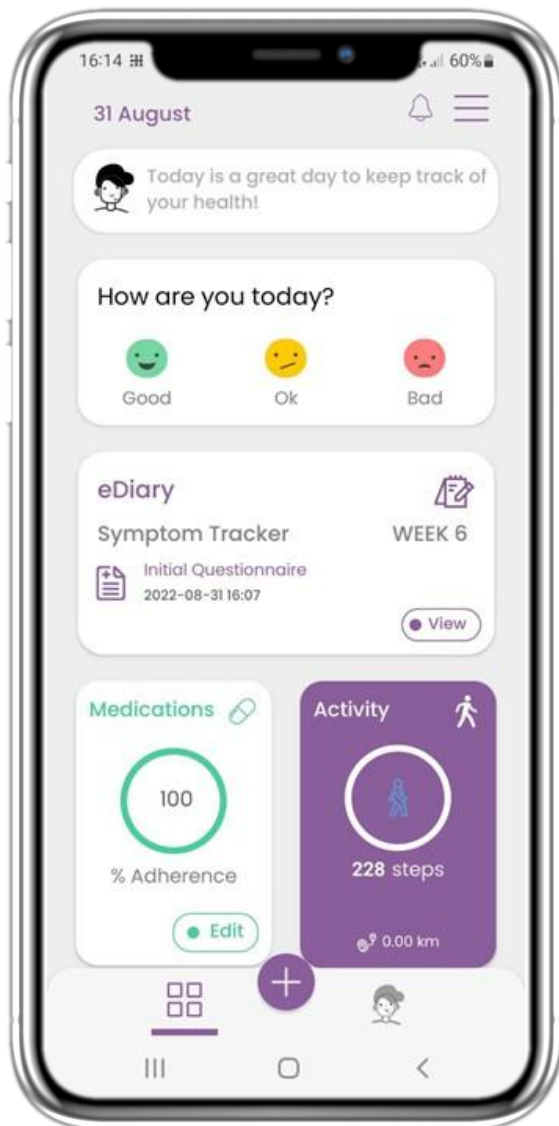 16:14
60%
31 August
Today is a great day to keep track of
your health!
How are you today?
Good Ok Bad
eDiary
Symptom Tracker WEEK 6
Initial Questionnaire
2022-08-31 16:07
View
Medications Activity
100
% Adherence 228 steps
Edit 0.00 km